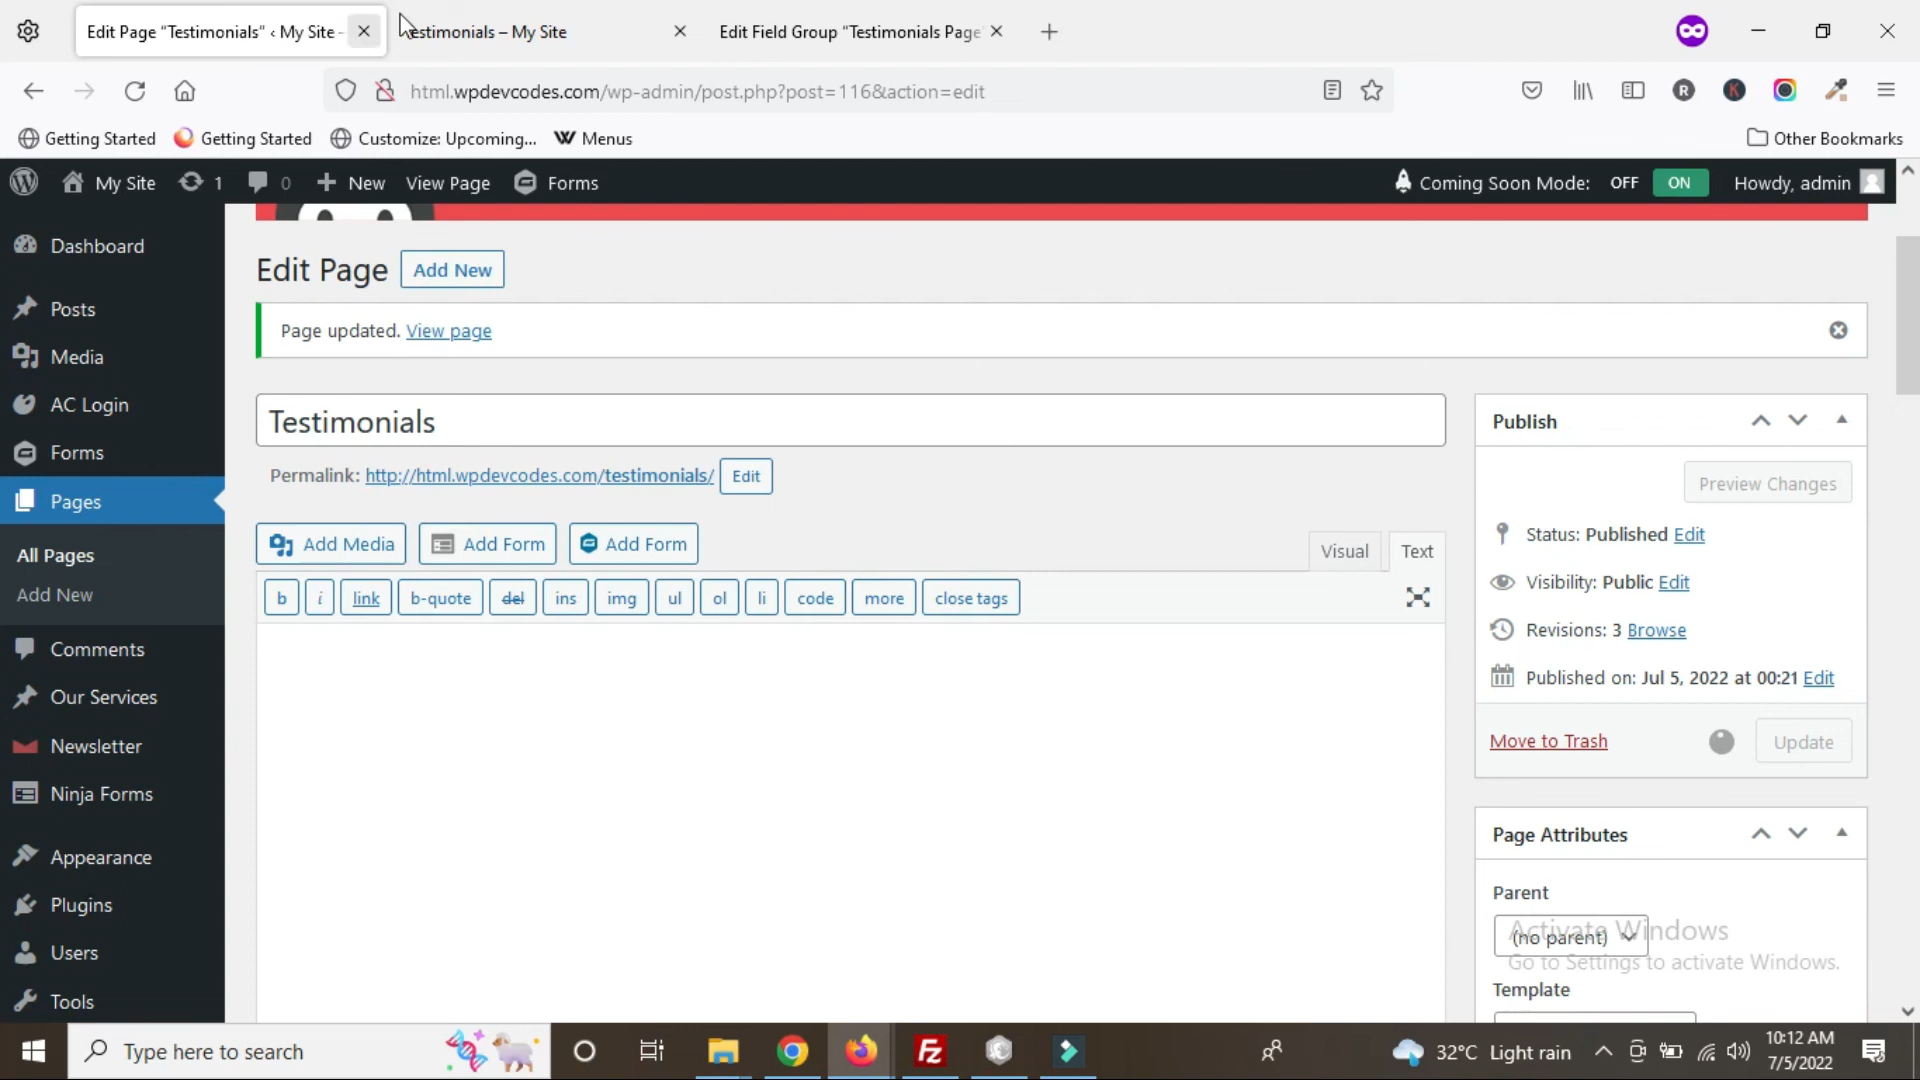 Edit Page “Testimonials” ‹ My Site –
estimonials – My Site
Edit Field Group “Testimonials Page”
html.wpdevcodes.com/wp-admin/post.php?post=116&action=edit
Getting Started
Getting Started
Customize: Upcoming...
Menus
Other Bookmarks
My Site
1
0
New
View Page
Forms
Coming Soon Mode:
OFF
ON
Howdy, admin
Dashboard
Posts
Media
AC Login
Forms
Pages
All Pages
Add New
Comments
Our Services
Newsletter
Ninja Forms
Appearance
Plugins
Users
Tools
Edit Page
Add New
Page updated. View page
Testimonials
Permalink: http://html.wpdevcodes.com/testimonials/
Edit
Add Media
Add Form
Add Form
Visual
Text
b
i
link
b-quote
del
ins
img
ul
ol
li
code
more
close tags
Publish
Preview Changes
Status: Published Edit
Visibility: Public Edit
Revisions: 3 Browse
Published on: Jul 5, 2022 at 00:21 Edit
Move to Trash
Update
Page Attributes
Parent
(no parent)
Activate Windows
Go to Settings to activate Windows.
Template
Type here to search
32°C Light rain
10:12 AM
7/5/2022